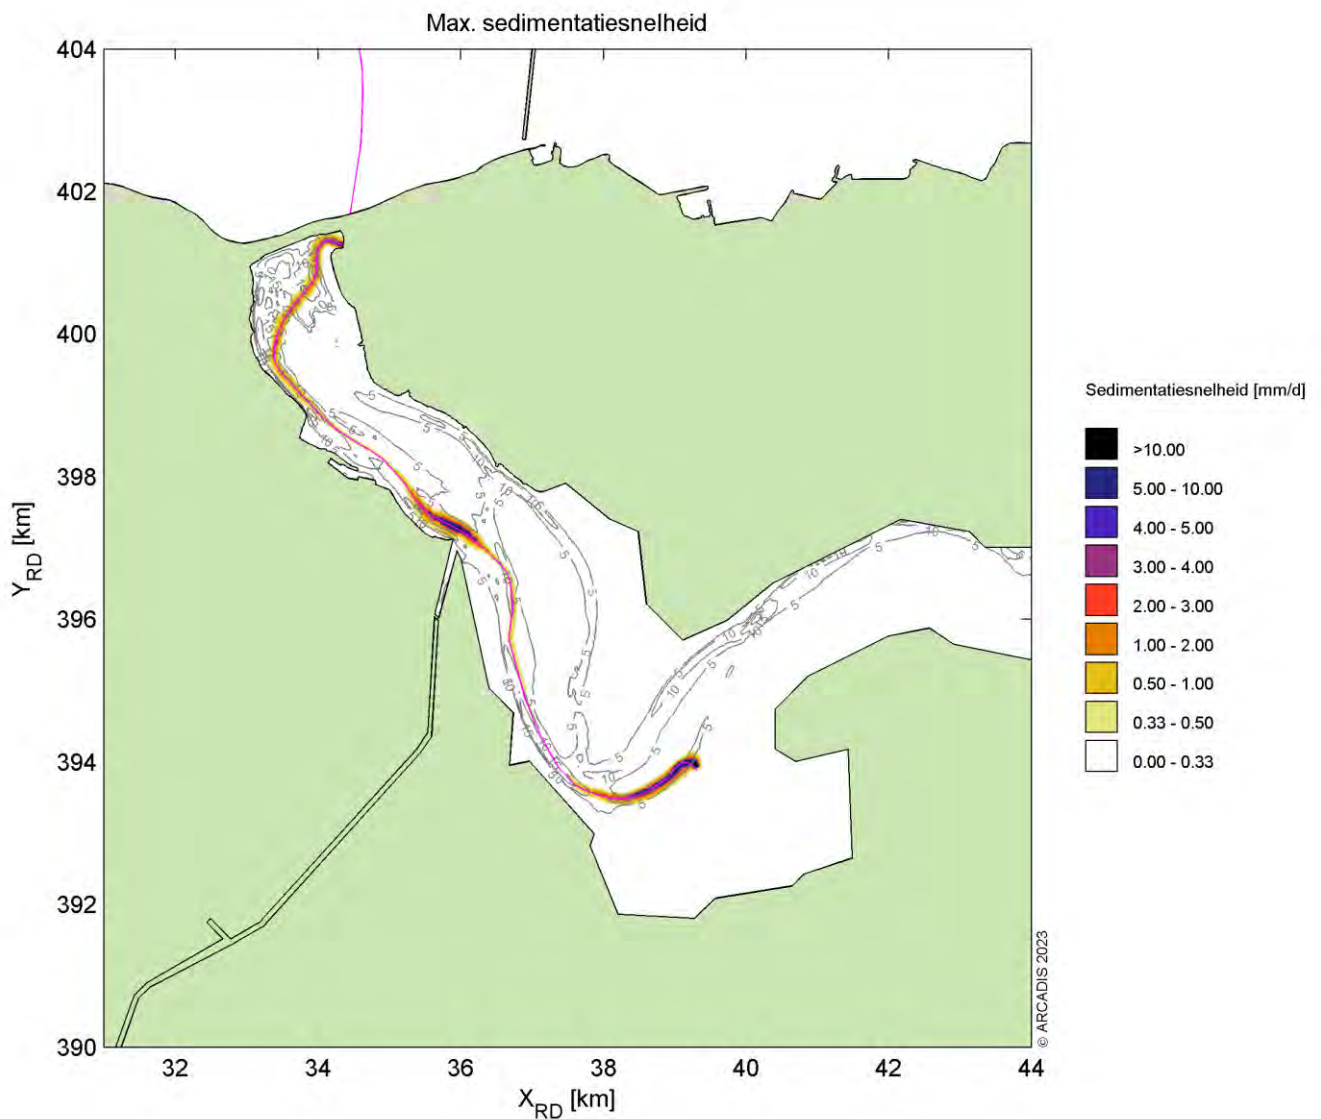 Max. sedimentatiesnelheid
404
402
400
398
396
394
392
390
Y_RD [km]
32
34
36
38
40
42
44
X_RD [km]
Sedimentatiesnelheid [mm/d]
>10.00
5.00 - 10.00
4.00 - 5.00
3.00 - 4.00
2.00 - 3.00
1.00 - 2.00
0.50 - 1.00
0.33 - 0.50
0.00 - 0.33
© ARCADIS 2023